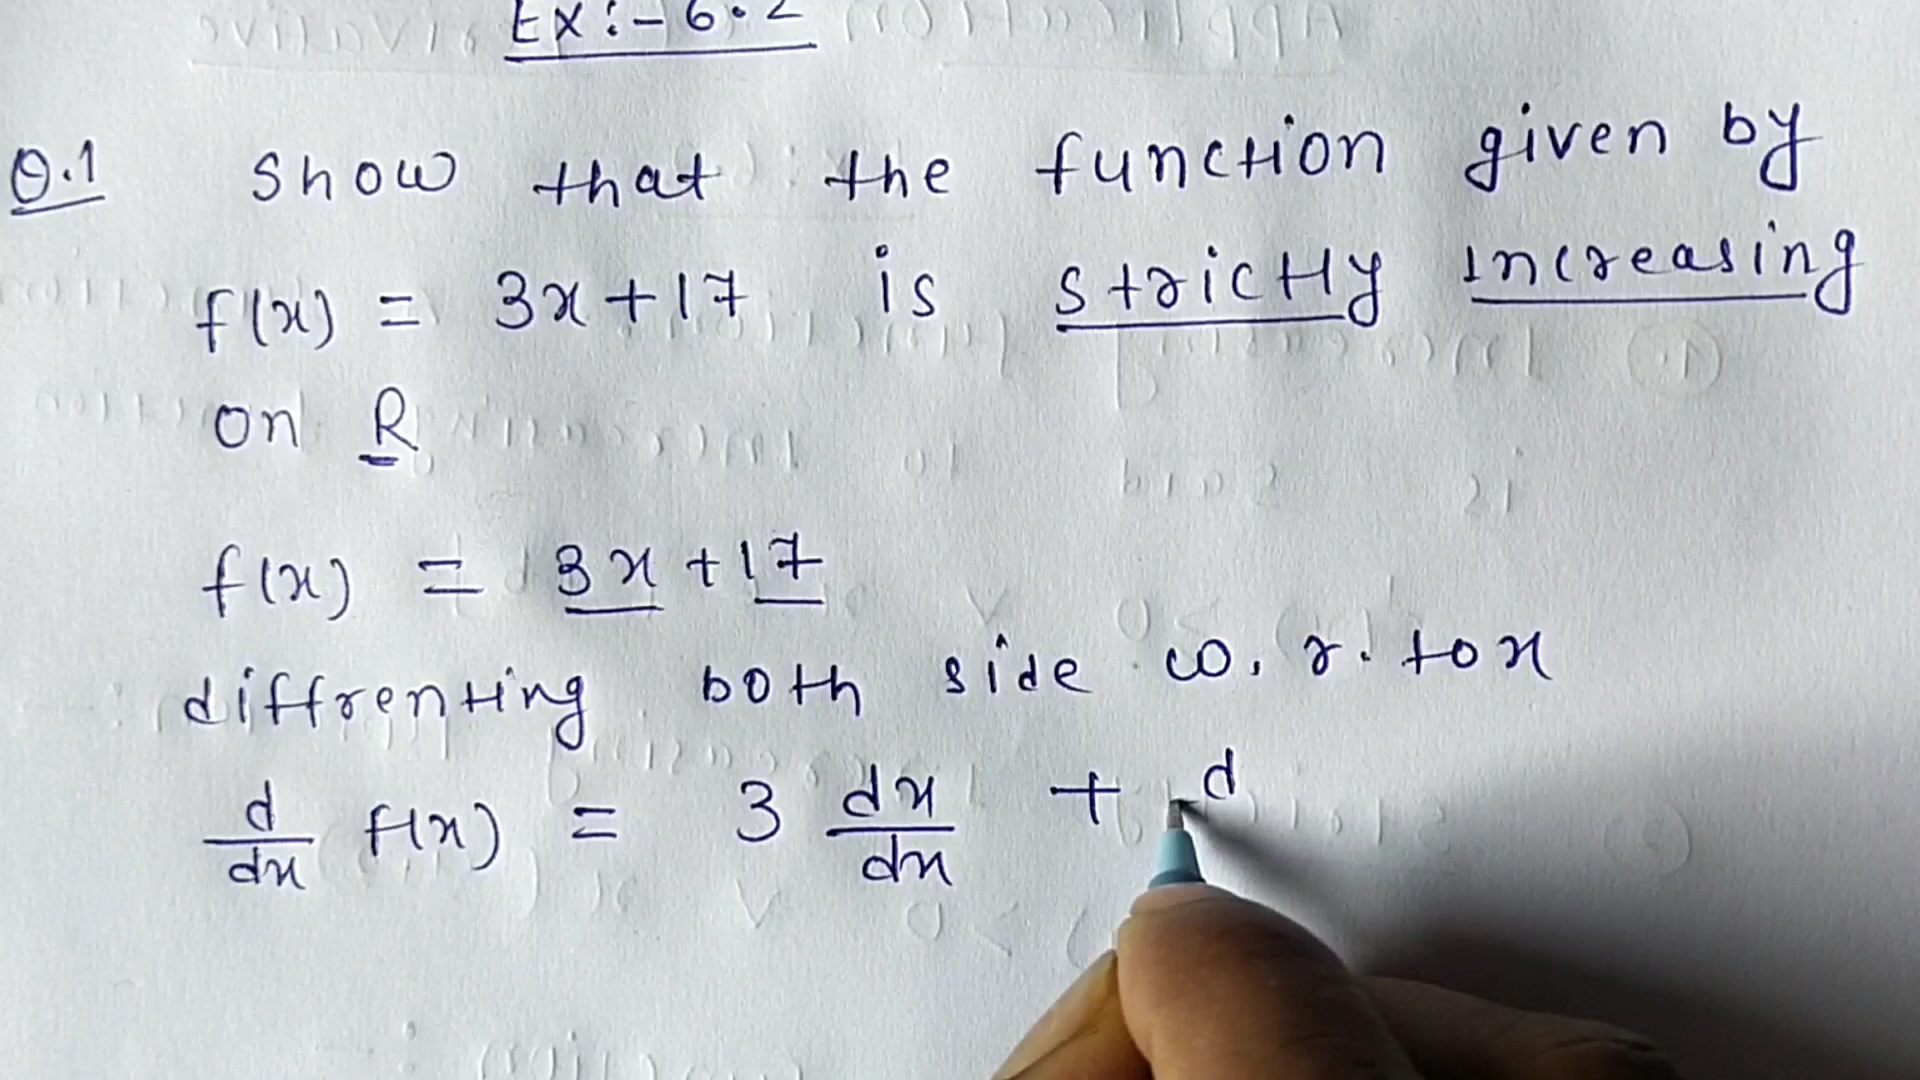 Ex:- 6.2
Q.1 Show that the function given by
f(x) = 3x+17 is strictly increasing
on R
f(x) = 3x+17
diffrenting both side w. r. to x
d/dx f(x) = 3 dx/dx + d